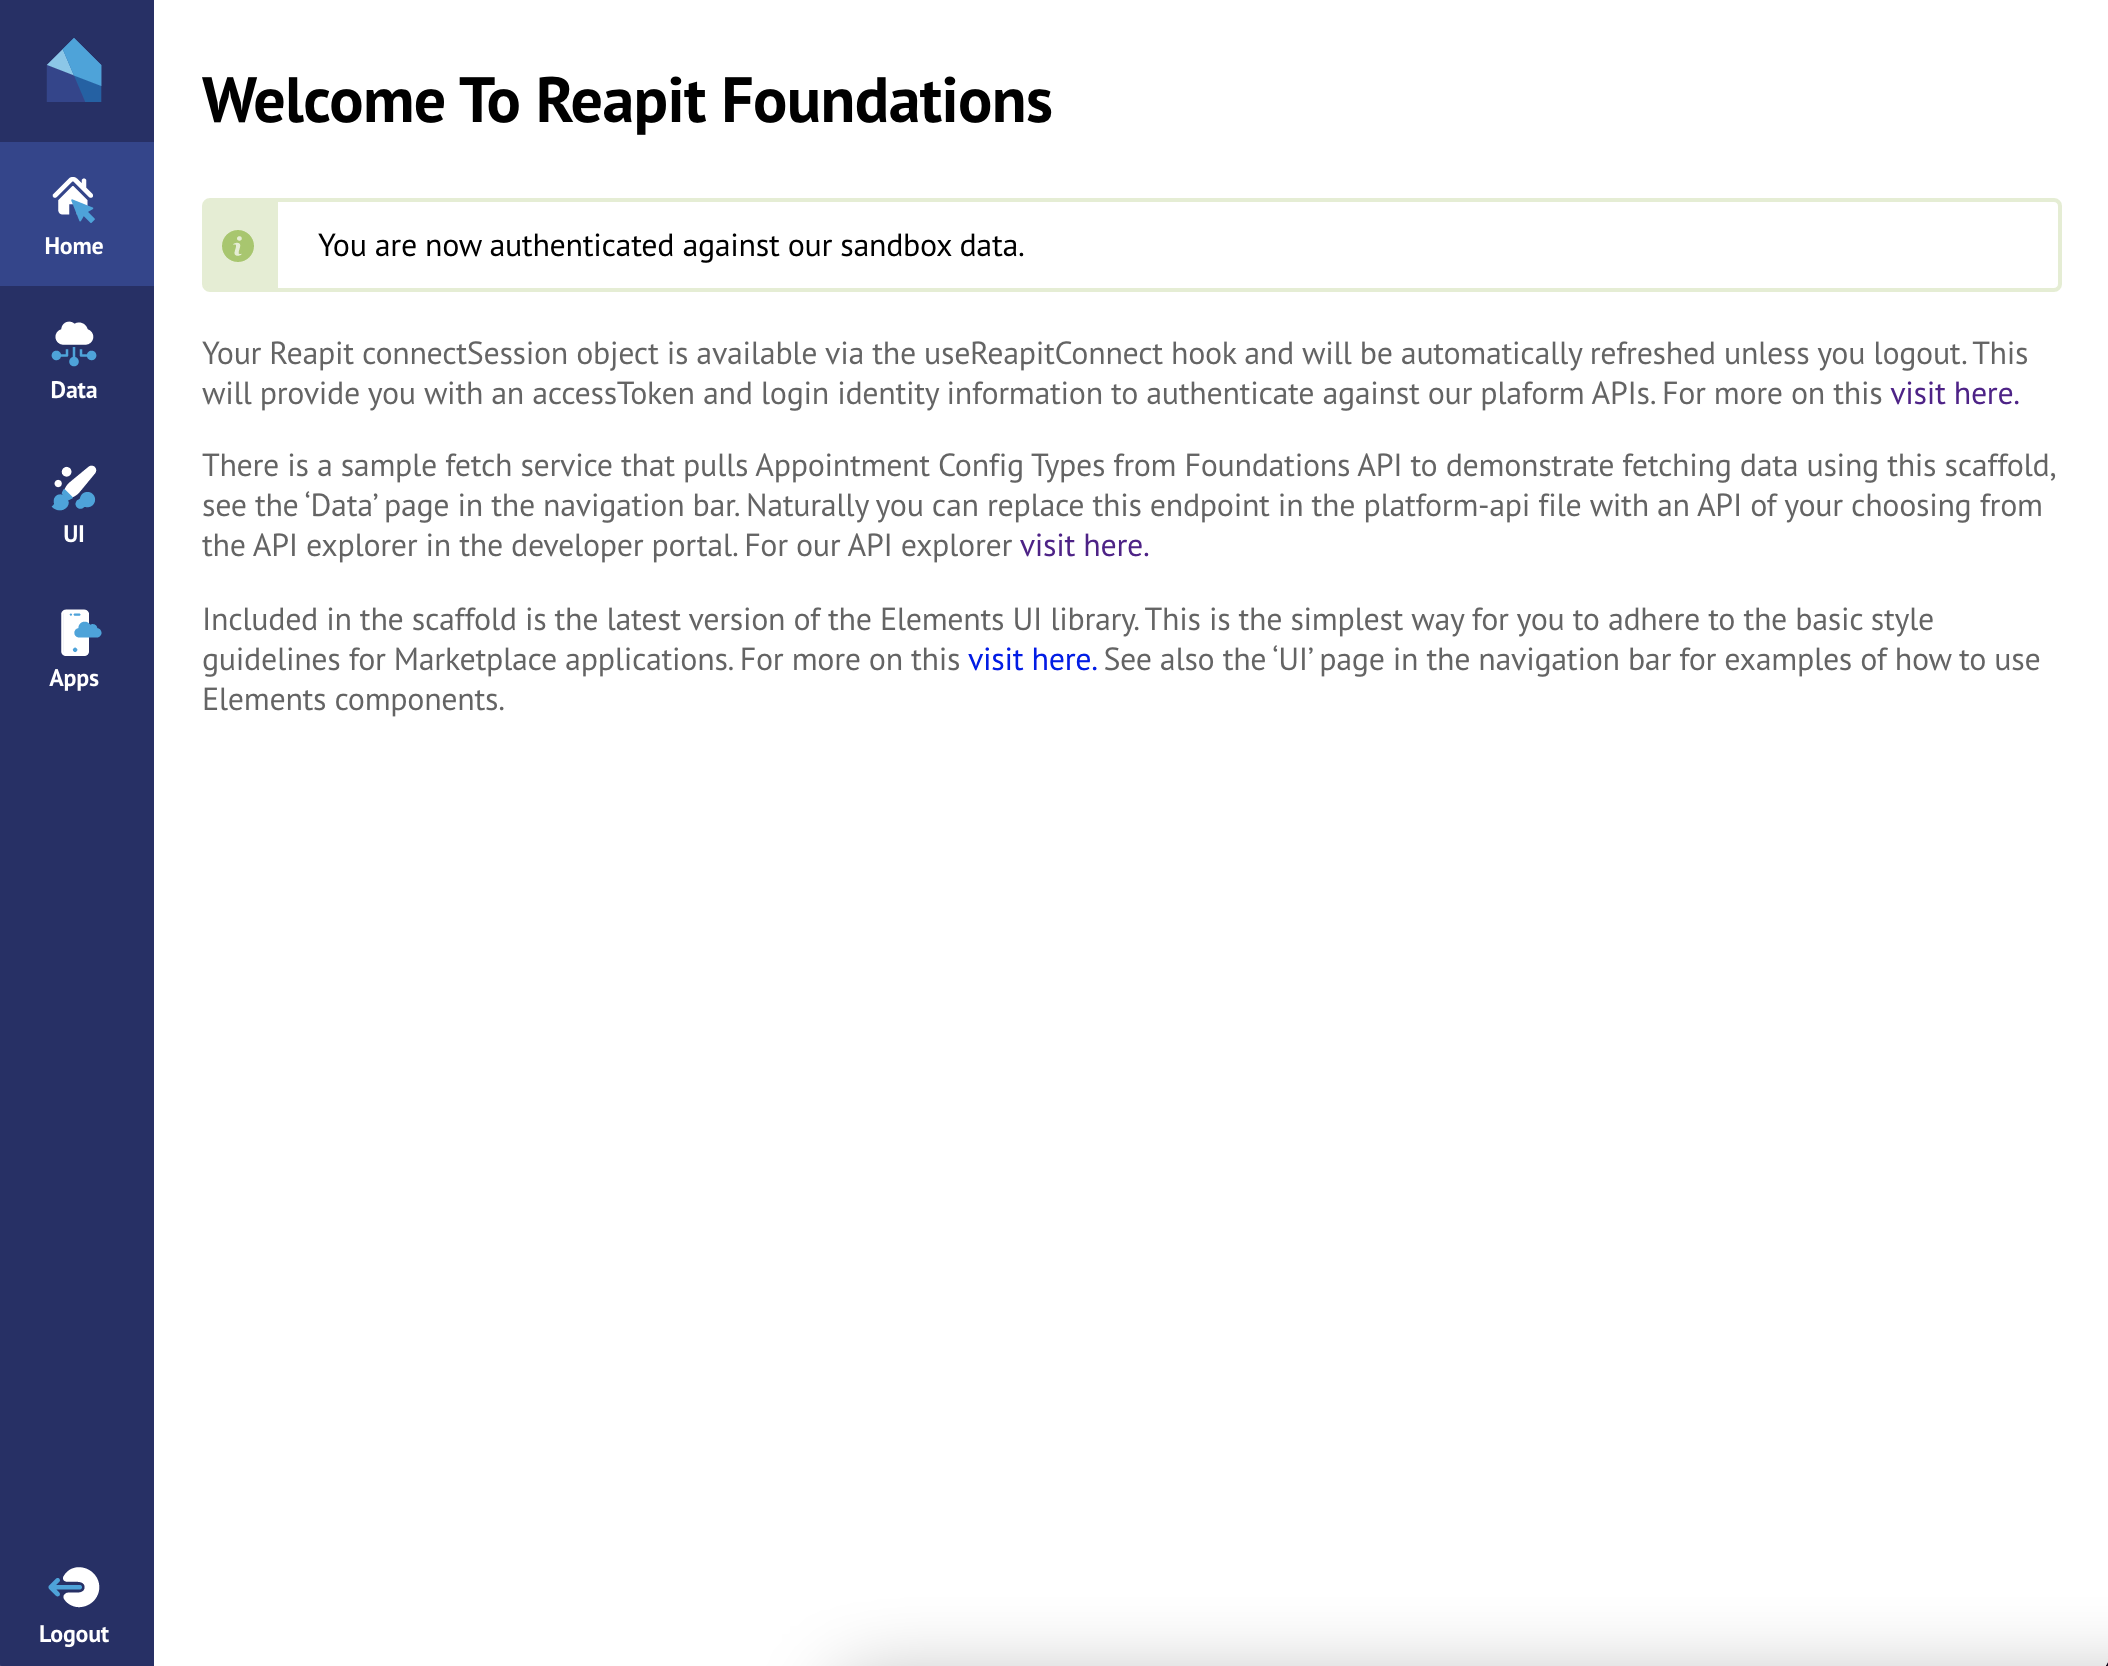 Welcome To Reapit Foundations
Home
You are now authenticated against our sandbox data.
Your Reapit connectSession object is available via the useReapitConnect hook and will be automatically refreshed unless you logout. This
will provide you with an accessToken and login identity information to authenticate against our plaform APIs. For more on this visit here.
Data
There is a sample fetch service that pulls Appointment Config Types from Foundations API to demonstrate fetching data using this scaffold,
see the ‘Data’ page in the navigation bar. Naturally you can replace this endpoint in the platform-api file with an API of your choosing from
the API explorer in the developer portal. For our API explorer visit here.
UI
Included in the scaffold is the latest version of the Elements UI library. This is the simplest way for you to adhere to the basic style
guidelines for Marketplace applications. For more on this visit here. See also the ‘UI’ page in the navigation bar for examples of how to use
Elements components.
Apps
Logout